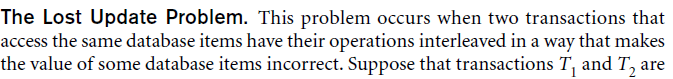 The Lost Update Problem. This problem occurs when two transactions that
access the same database items have their operations interleaved in a way that makes
the value of some database items incorrect. Suppose that transactions T₁ and T₂ are